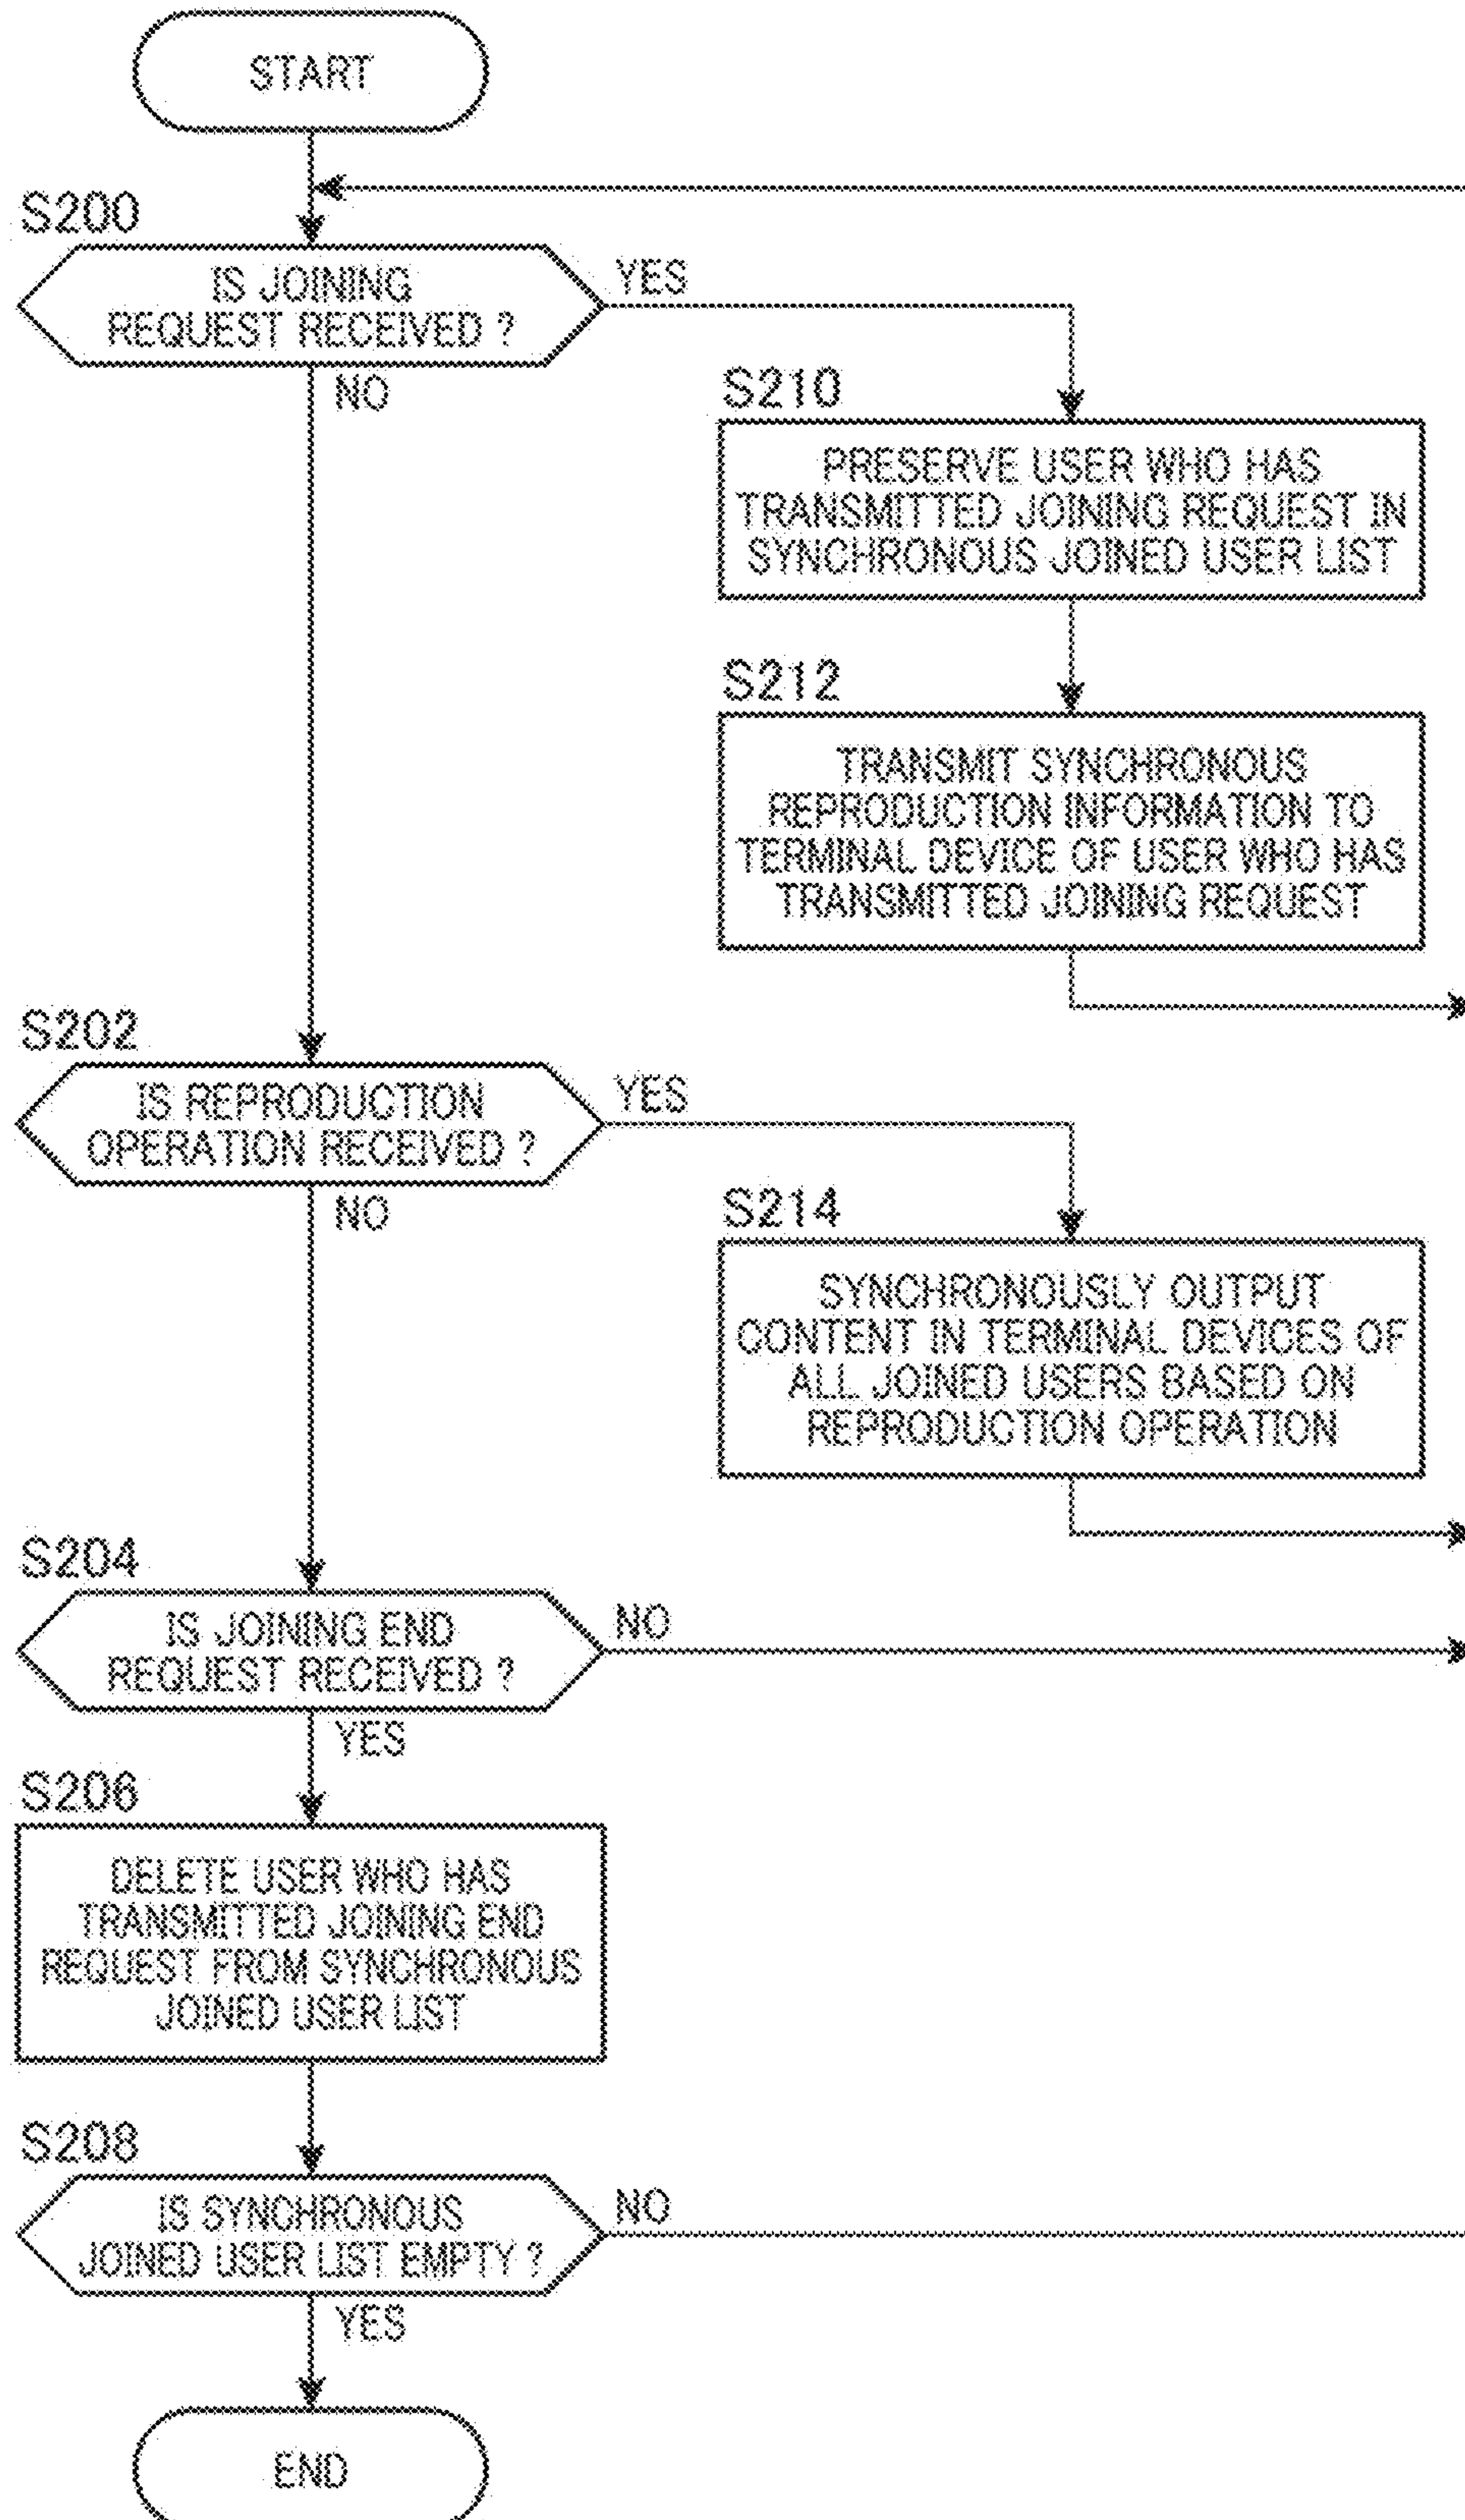 START
S200
IS JOINING
REQUEST RECEIVED ?
YES
NO
S210
PRESERVE USER WHO HAS
TRANSMITTED JOINING REQUEST IN
SYNCHRONOUS JOINED USER LIST
S212
TRANSMIT SYNCHRONOUS
REPRODUCTION INFORMATION TO
TERMINAL DEVICE OF USER WHO HAS
TRANSMITTED JOINING REQUEST
S202
IS REPRODUCTION
OPERATION RECEIVED ?
YES
NO
S214
SYNCHRONOUSLY OUTPUT
CONTENT IN TERMINAL DEVICES OF
ALL JOINED USERS BASED ON
REPRODUCTION OPERATION
S204
IS JOINING END
REQUEST RECEIVED ?
NO
YES
S206
DELETE USER WHO HAS
TRANSMITTED JOINING END
REQUEST FROM SYNCHRONOUS
JOINED USER LIST
S208
IS SYNCHRONOUS
JOINED USER LIST EMPTY ?
NO
YES
END